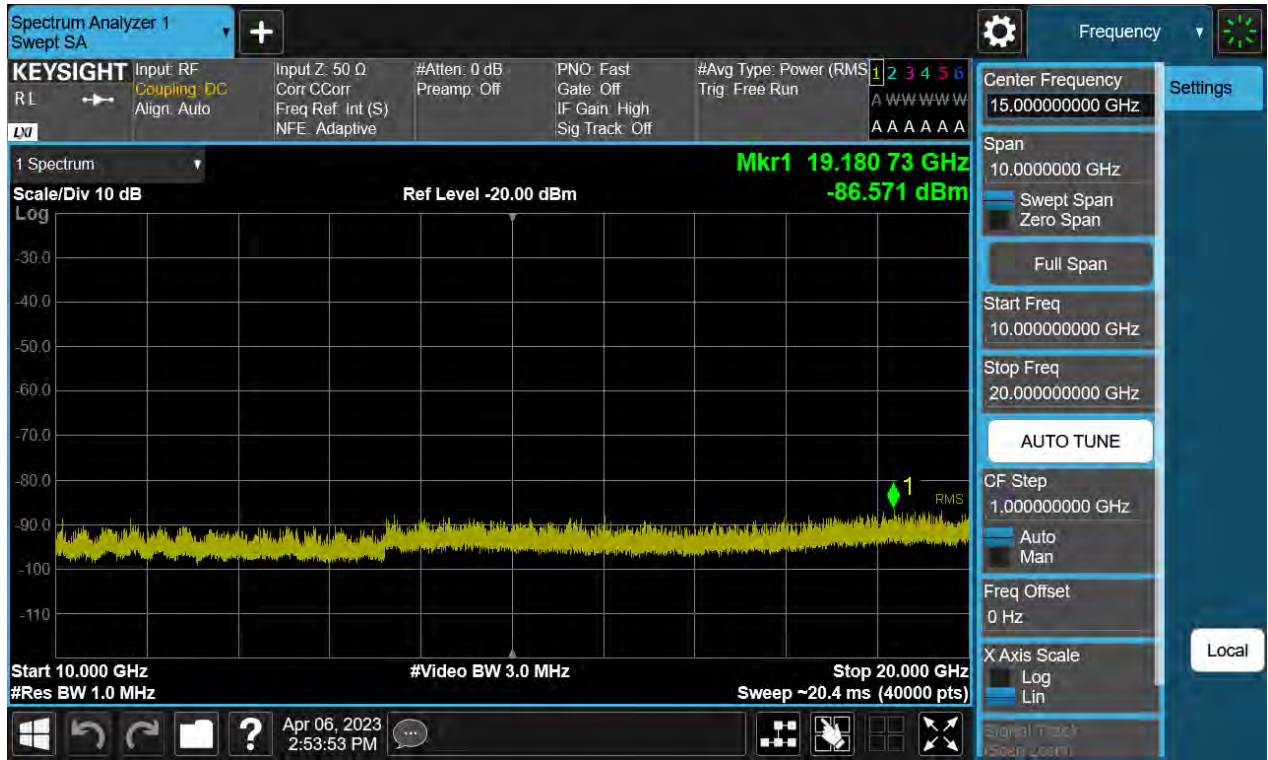 Spectrum Analyzer 1
Swept SA
+
Frequency
KEYSIGHT
RL
LXI
Input: RF
Coupling: DC
Align: Auto
Input Z: 50 Ω
Corr CCorr
Freq Ref: Int (S)
NFE: Adaptive
#Atten: 0 dB
Preamp: Off
PNO: Fast
Gate: Off
IF Gain: High
Sig Track: Off
#Avg Type: Power (RMS
Trig: Free Run
1 2 3 4 5 6
A W W W W W
A A A A A A
1 Spectrum
Mkr1 19.180 73 GHz
-86.571 dBm
Scale/Div 10 dB
Ref Level -20.00 dBm
Log
-30.0
-40.0
-50.0
-60.0
-70.0
-80.0
-90.0
-100
-110
1
RMS
Start 10.000 GHz
#Video BW 3.0 MHz
Stop 20.000 GHz
#Res BW 1.0 MHz
Sweep ~20.4 ms (40000 pts)
Center Frequency
15.000000000 GHz
Settings
Span
10.0000000 GHz
Swept Span
Zero Span
Full Span
Start Freq
10.000000000 GHz
Stop Freq
20.000000000 GHz
AUTO TUNE
CF Step
1.000000000 GHz
Auto
Man
Freq Offset
0 Hz
X Axis Scale
Log
Lin
Local
Signal Track
(Span Zoom)
?
Apr 06, 2023
2:53:53 PM